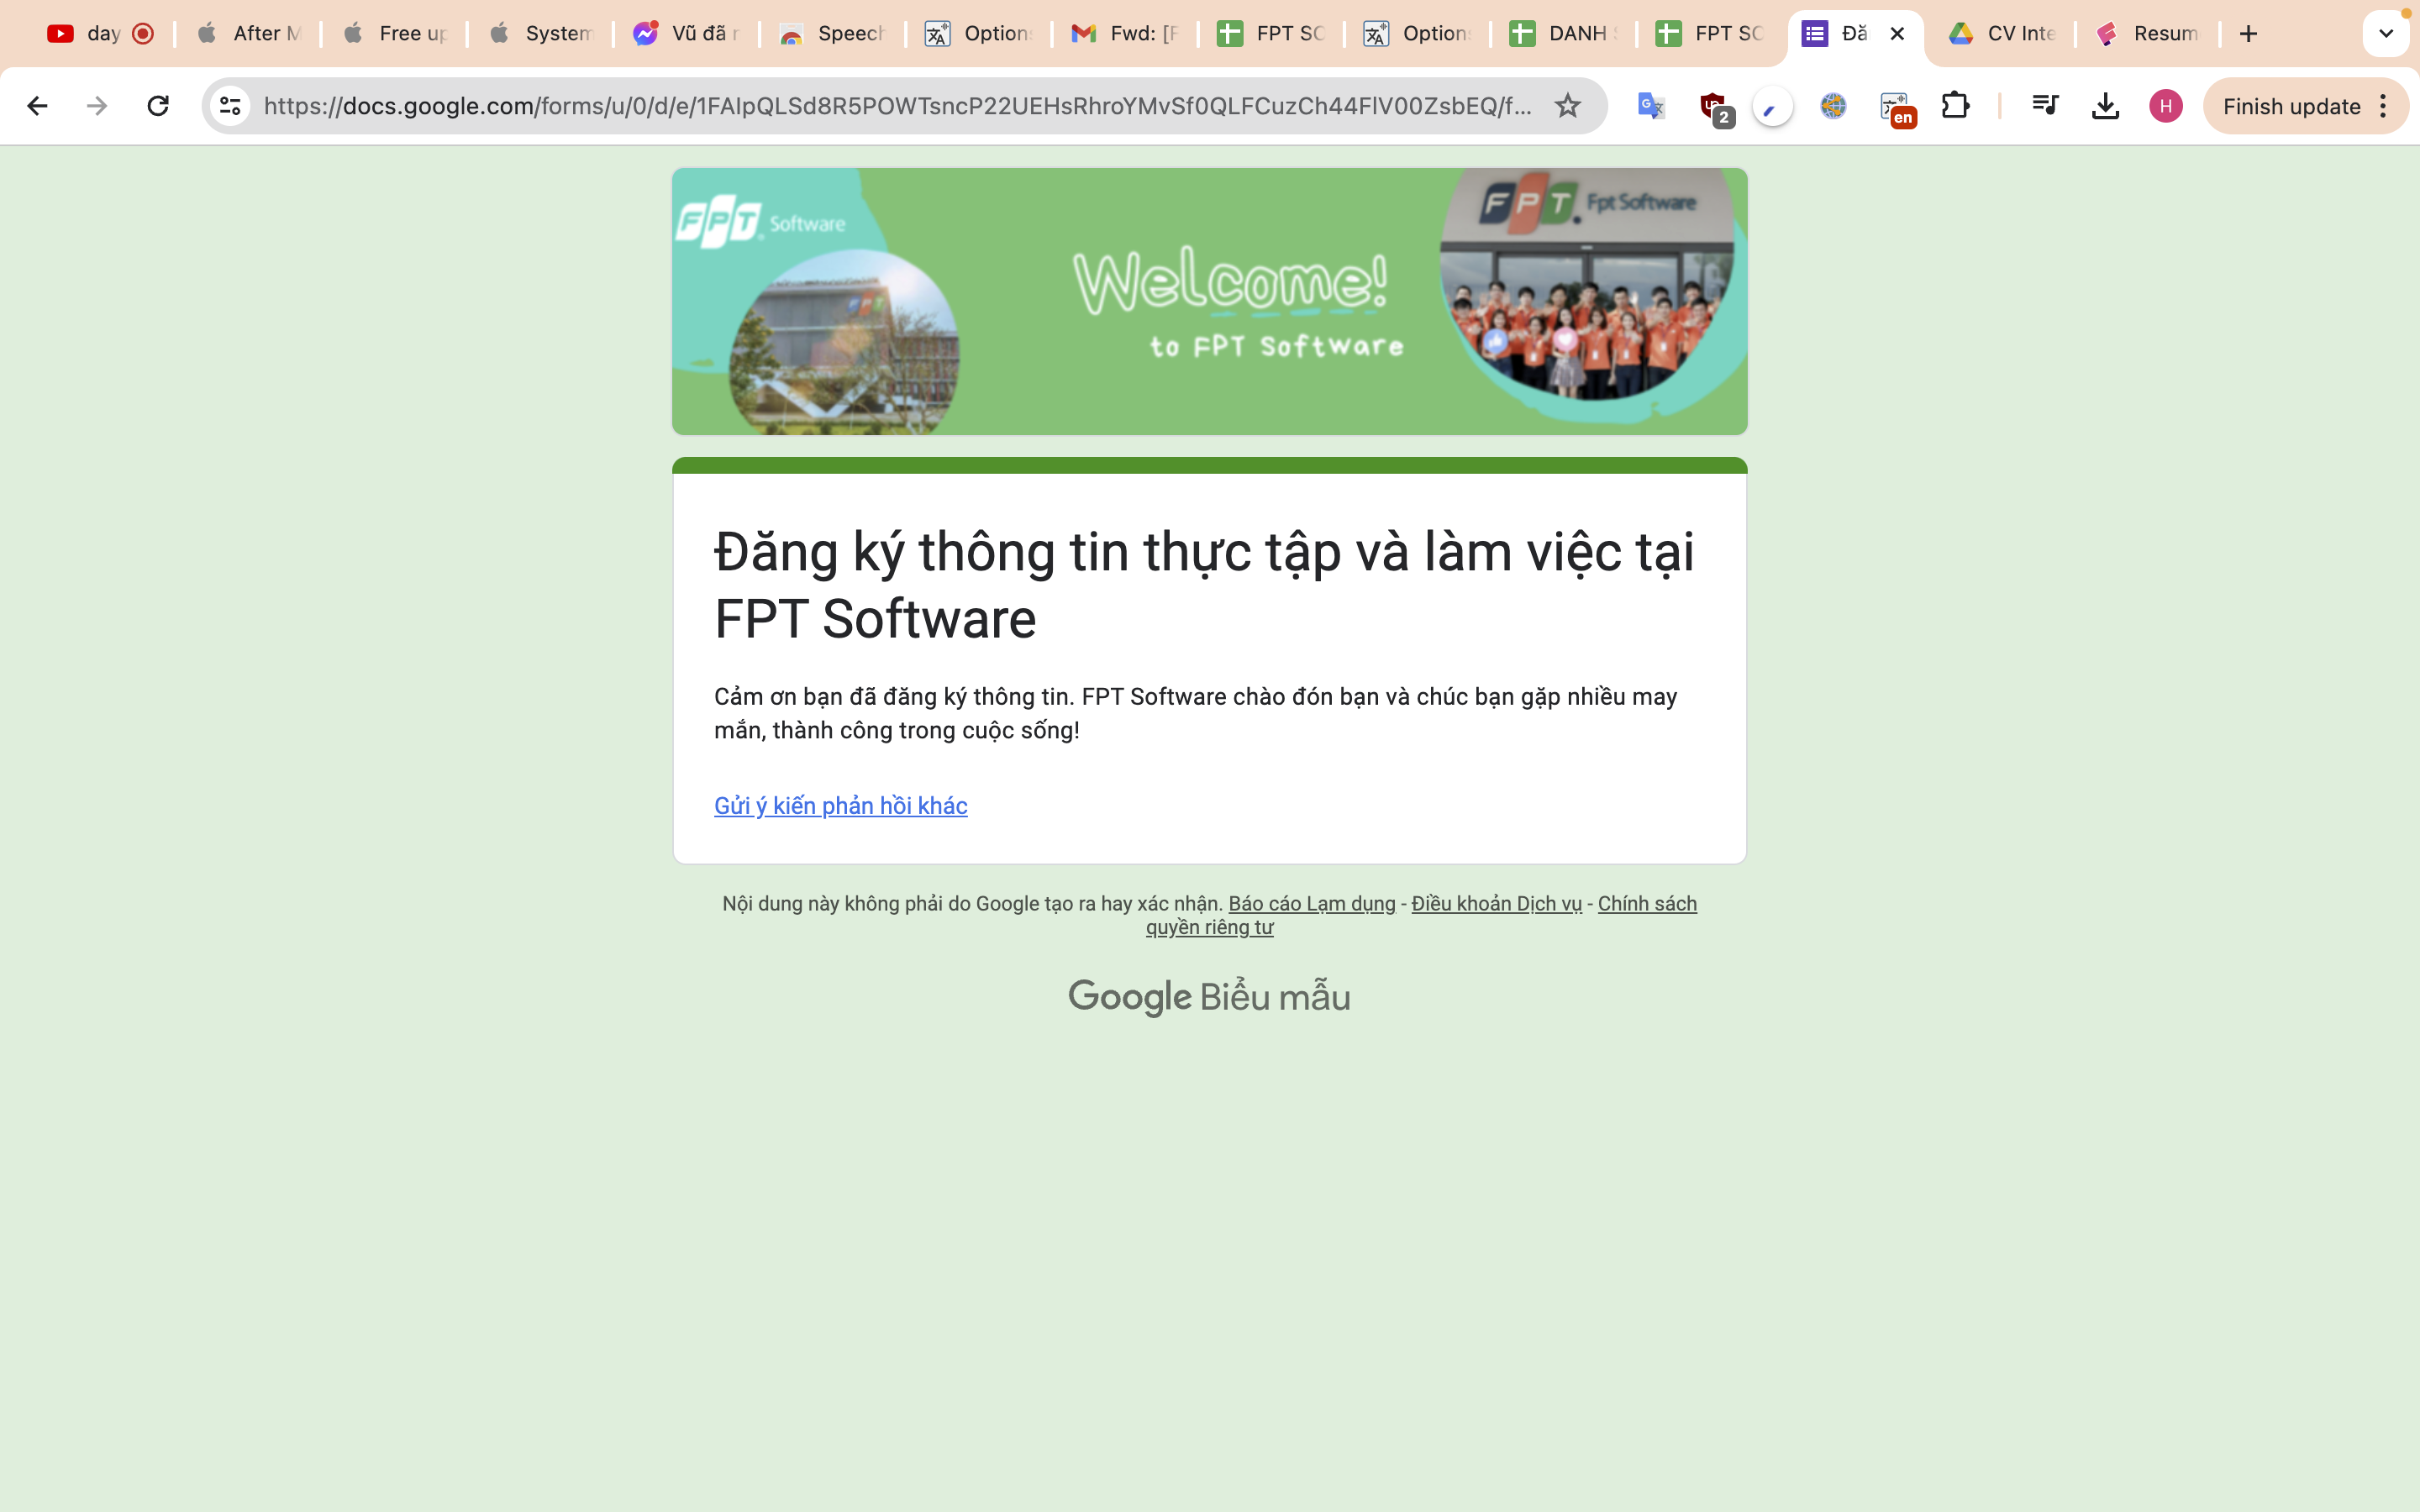 day
After M
Free up
System
Vũ đã r
Speech
Option
Fwd: [F
FPT SO
Option
DANH S
FPT SO
Đă
CV Inte
Resum
https://docs.google.com/forms/u/0/d/e/1FAIpQLSd8R5POWTsncP22UEHsRhroYMvSf0QLFCuzCh44FlV00ZsbEQ/f...
2
en
H
Finish update
FPT Software
FPT Fpt Software
Welcome!
to FPT Software
Đăng ký thông tin thực tập và làm việc tại
FPT Software
Cảm ơn bạn đã đăng ký thông tin. FPT Software chào đón bạn và chúc bạn gặp nhiều may
mắn, thành công trong cuộc sống!
Gửi ý kiến phản hồi khác
Nội dung này không phải do Google tạo ra hay xác nhận. Báo cáo Lạm dụng - Điều khoản Dịch vụ - Chính sách
quyền riêng tư
Google Biểu mẫu